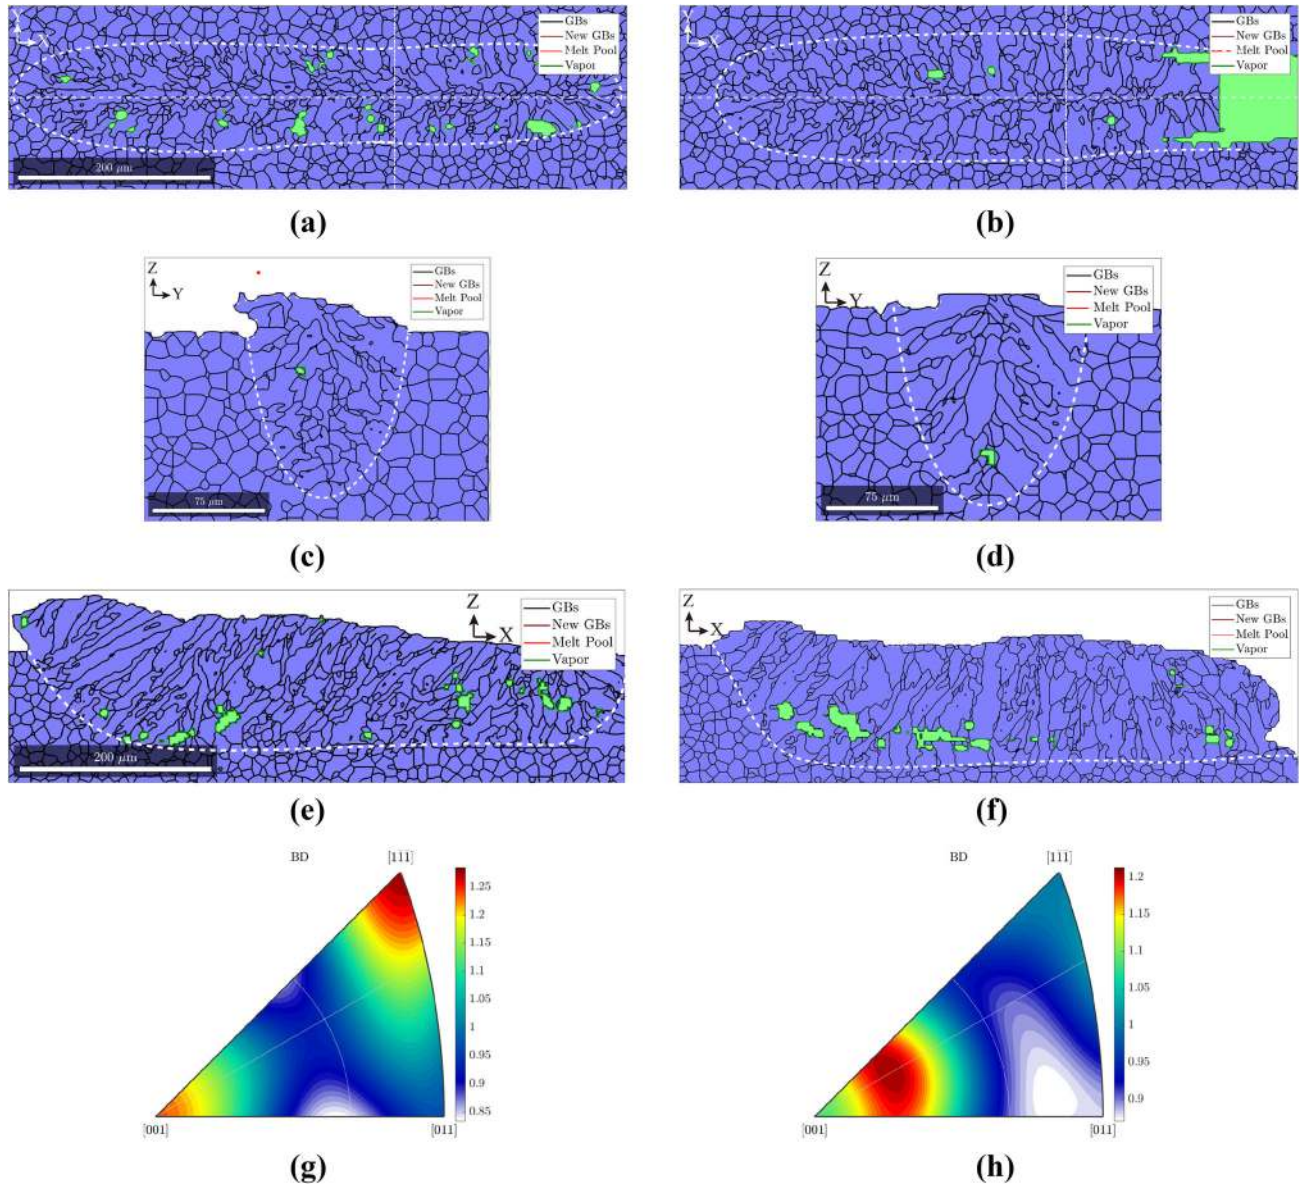 GBs
New GBs
Melt Pool
Vapor
X
200 μm
(a)
GBs
New GBs
Melt Pool
Vapor
X
(b)
Z
Y
GBs
New GBs
Melt Pool
Vapor
75 μm
(c)
Z
Y
GBs
New GBs
Melt Pool
Vapor
75 μm
(d)
Z
X
GBs
New GBs
Melt Pool
Vapor
200 μm
(e)
Z
X
GBs
New GBs
Melt Pool
Vapor
(f)
BD
[111]
1.25
1.2
1.15
1.1
1.05
1
0.95
0.9
0.85
[001]
[011]
(g)
BD
[111]
1.2
1.15
1.1
1.05
1
0.95
0.9
[001]
[011]
(h)